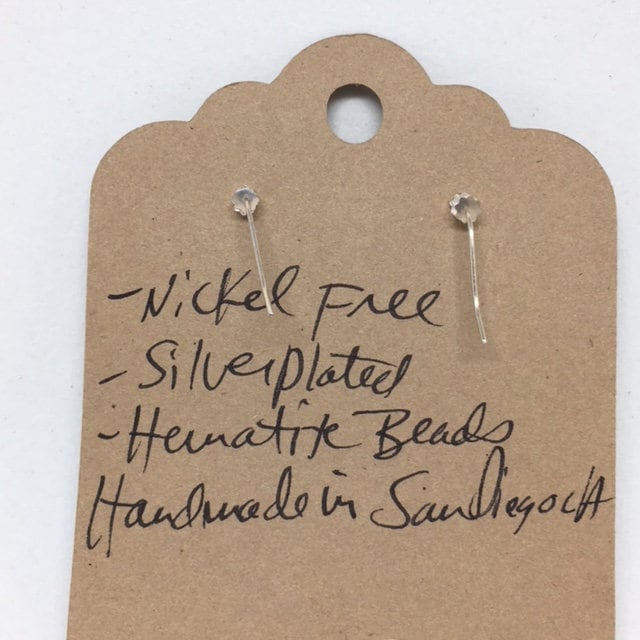 - Nickel Free
- Silverplated
- Hematite Beads
Handmade in San Diego CA